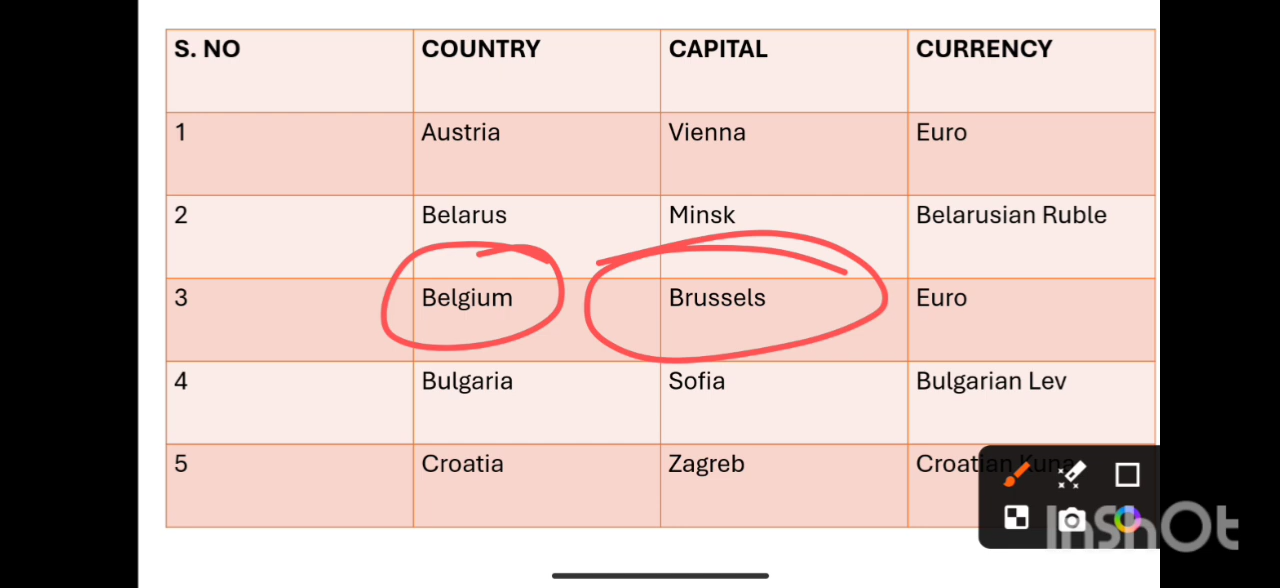 S. NO COUNTRY CAPITAL CURRENCY
1 Austria Vienna Euro
2 Belarus Minsk Belarusian Ruble
3 Belgium Brussels Euro
4 Bulgaria Sofia Bulgarian Lev
5 Croatia Zagreb Croatian Kuna
InShOt